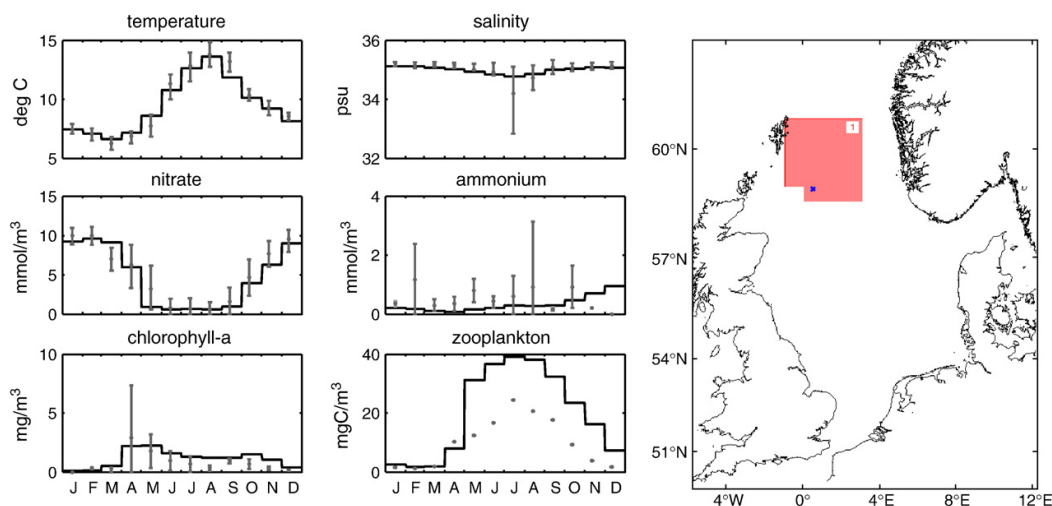 temperature
salinity
15
10
5
deg C
36
34
32
psu
nitrate
ammonium
15
10
5
0
mmol/m³
4
2
0
mmol/m³
chlorophyll-a
zooplankton
10
5
0
mg/m³
40
20
0
mgC/m³
J F M A M J J A S O N D
J F M A M J J A S O N D
1
60°N
57°N
54°N
51°N
4°W 0° 4°E 8°E 12°E